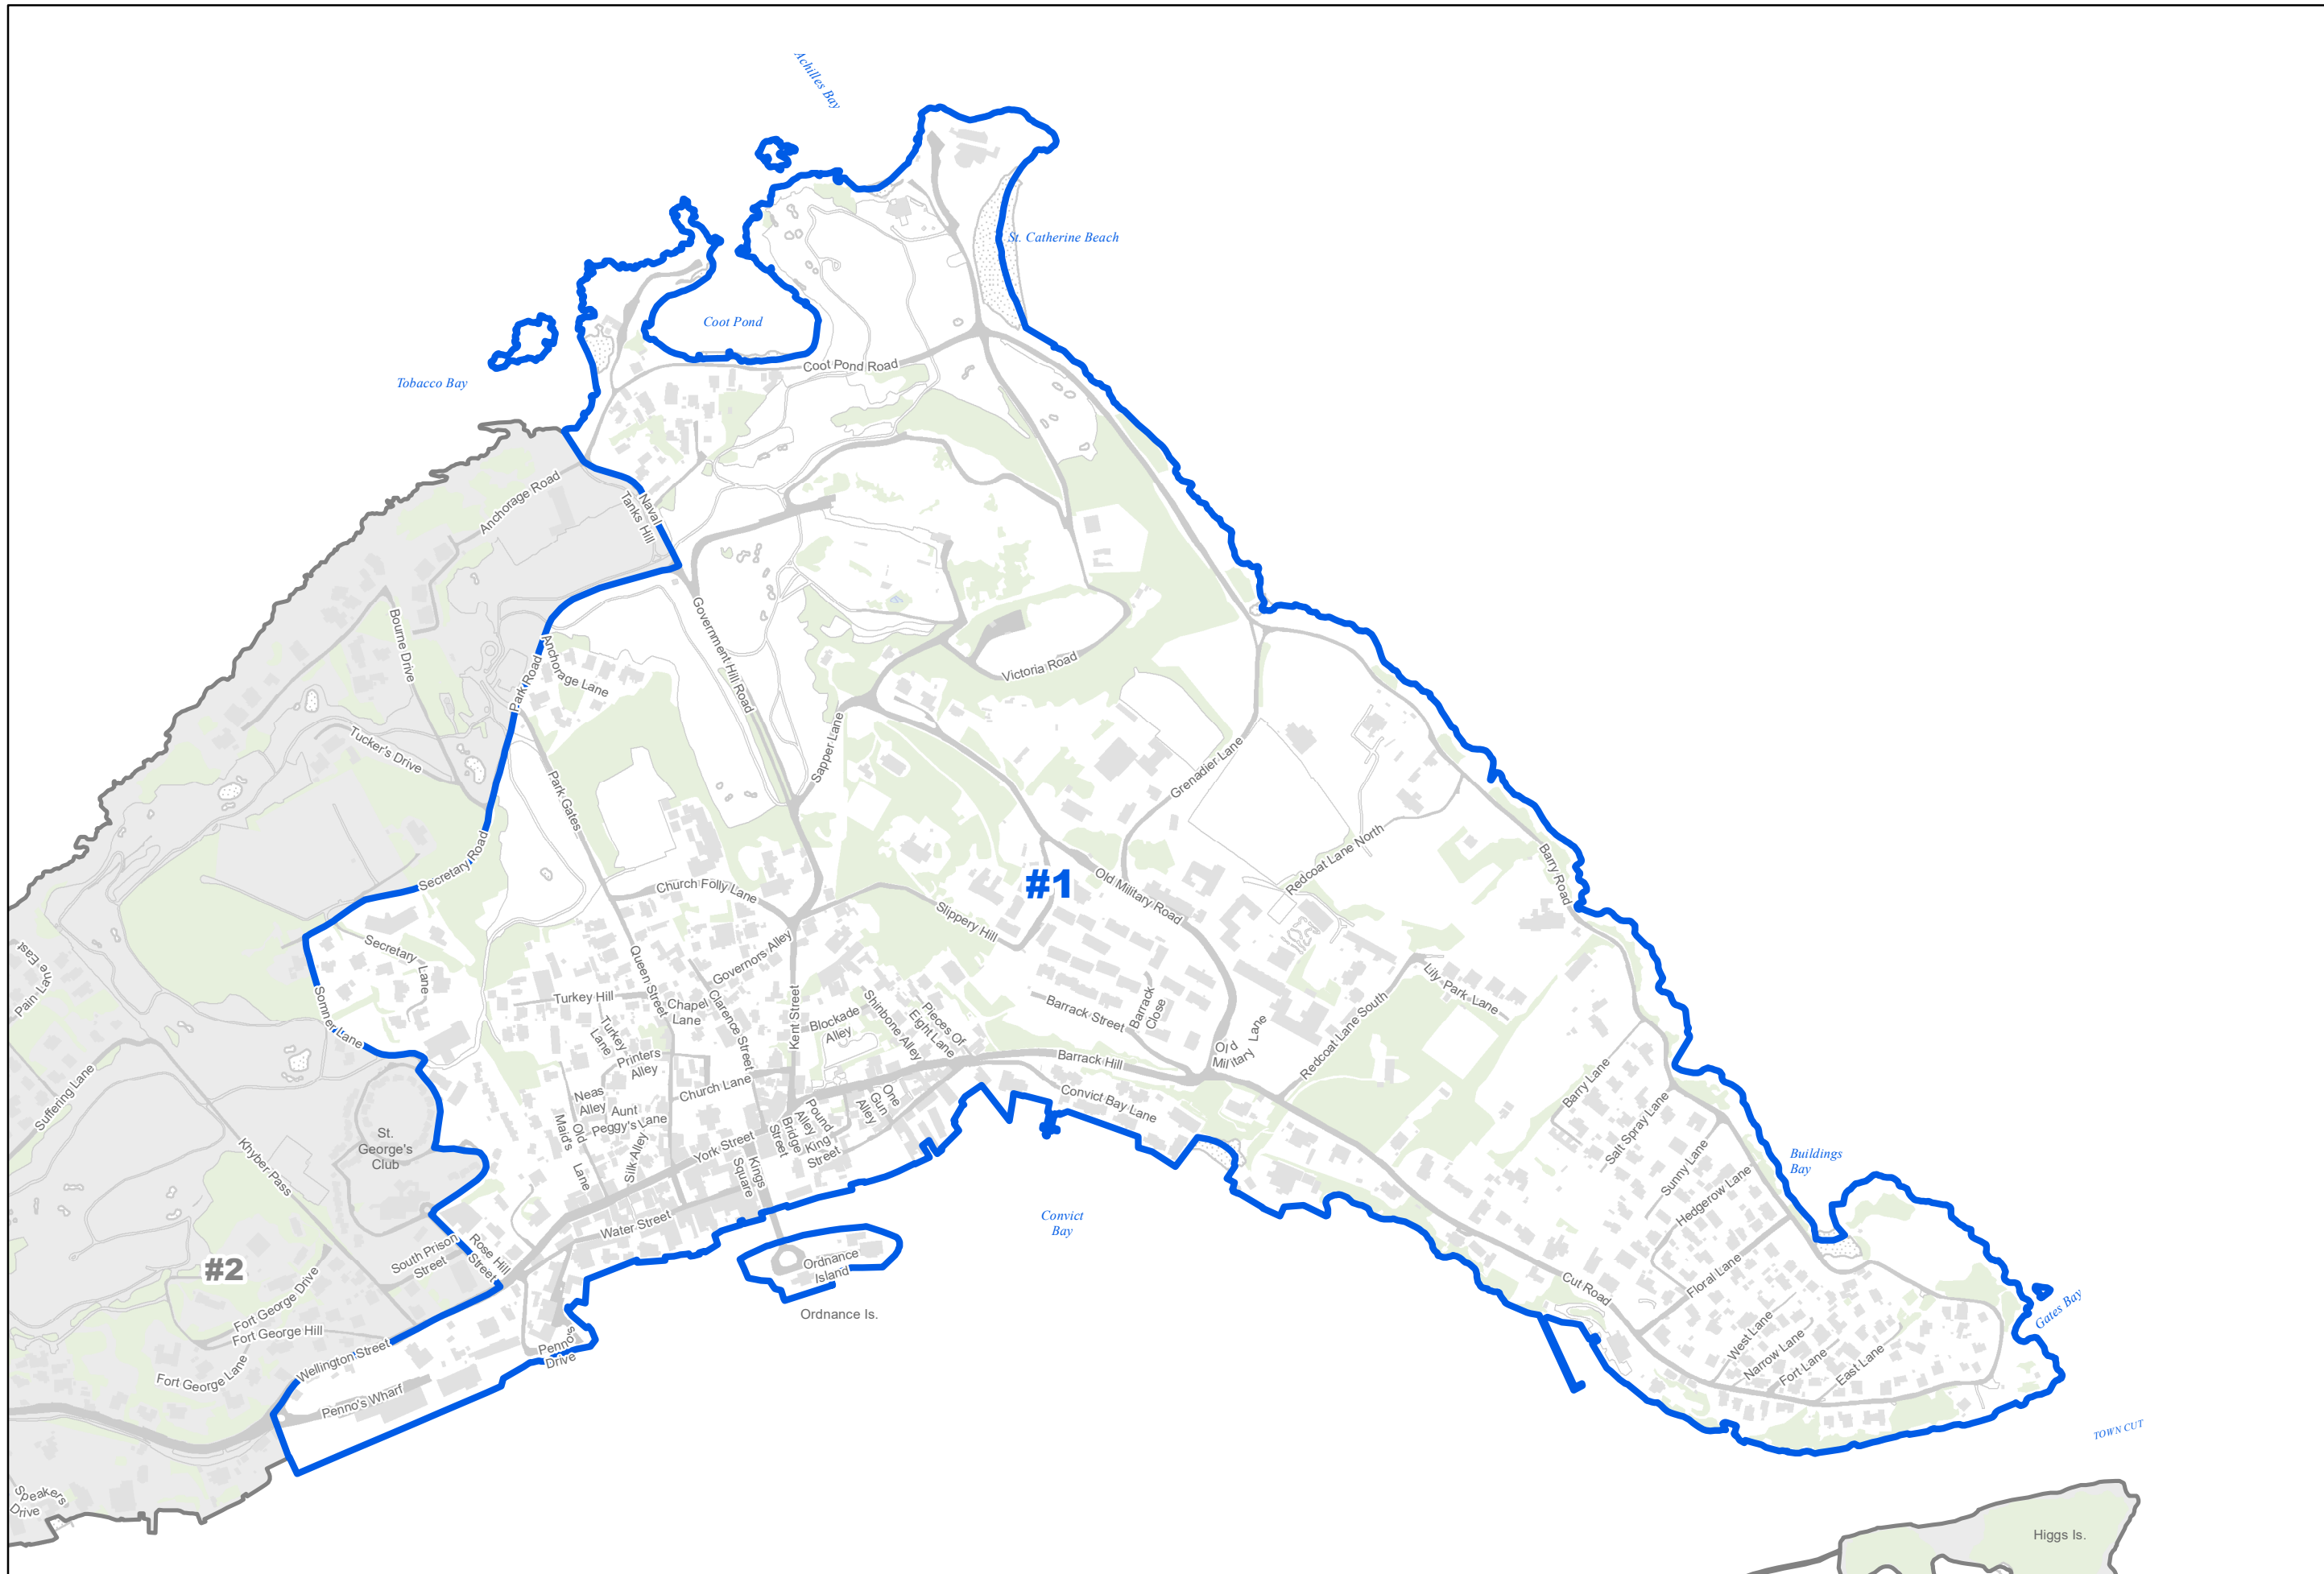 Achilles Bay
St. Catherine Beach
Coot Pond
Coot Pond Road
Tobacco Bay
Anchorage Road
Naval
Tanks Hill
Bourne Drive
Park Road
Anchorage Lane
Government Hill Road
Victoria Road
Tucker's Drive
Sapper Lane
Park Gates
Grenadier Lane
Secretary Road
Redcoat Lane North
Barry Road
#1
Church Folly Lane
Old Military Road
Slippery Hill
Secretary Lane
Governors Alley
Queen Street
Pain Lane East
Lily Park Lane
Turkey Hill
Chapel
Lane
Clarence Street
Kent Street
Blockade
Alley
Shinbone Alley
Pieces Of
Eight Lane
Barrack Street
Barrack
Close
Redcoat Lane South
Somner Lane
Turkey
Lane
Printers
Alley
Old
Military Lane
Barrack Hill
Suffering Lane
Barry Lane
Neas
Alley
Church Lane
One
Gun
Alley
Convict Bay Lane
Salt Spray Lane
Old
Maid's
Lane
Aunt
Peggy's Lane
Pound
Alley
Bridge
Street
King
Street
St.
George's
Club
York Street
Silk Alley
Kings
Square
Sunny Lane
Hedgerow Lane
Buildings
Bay
Khyber Pass
Water Street
Convict
Bay
South Prison
Street
Rose Hill
Street
#2
Ordnance
Island
Ordnance Is.
Floral Lane
Cut Road
Gates Bay
Fort George Drive
Fort George Hill
Wellington Street
Fort George Lane
Penno's
Drive
West Lane
Narrow Lane
Fort Lane
East Lane
Penno's Wharf
TOWN CUT
Speakers
Drive
Higgs Is.